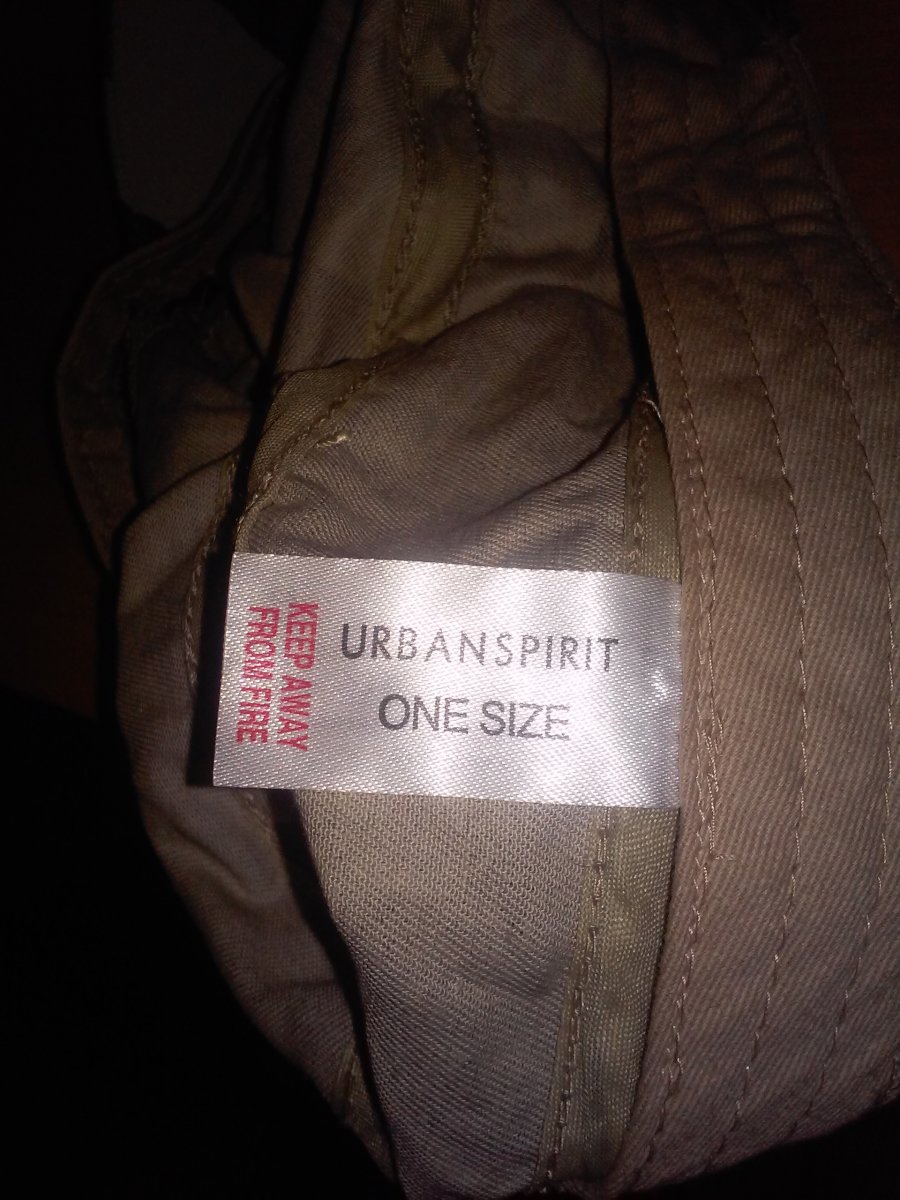 URBANSPIRIT
ONE SIZE
KEEP AWAY
FROM FIRE